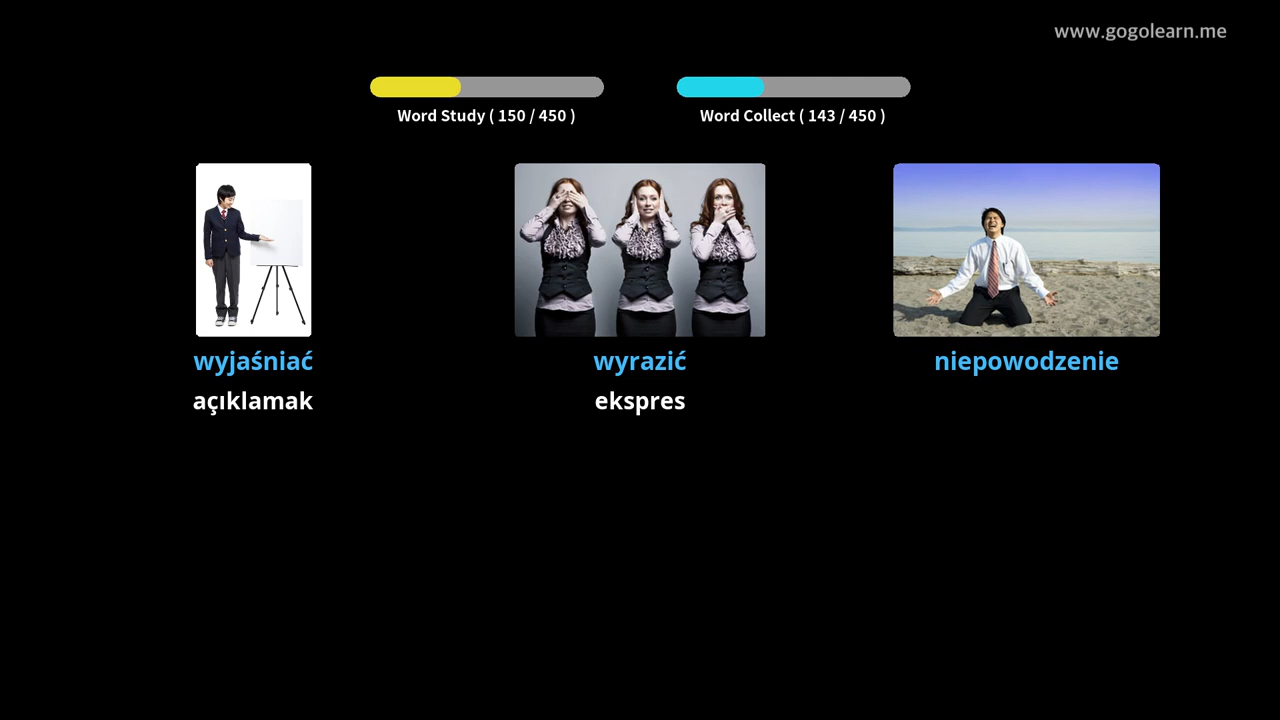 www.gogolearn.me
Word Study ( 150 / 450 )
Word Collect ( 143 / 450 )
wyjaśniać
açıklamak
wyrazić
ekspres
niepowodzenie